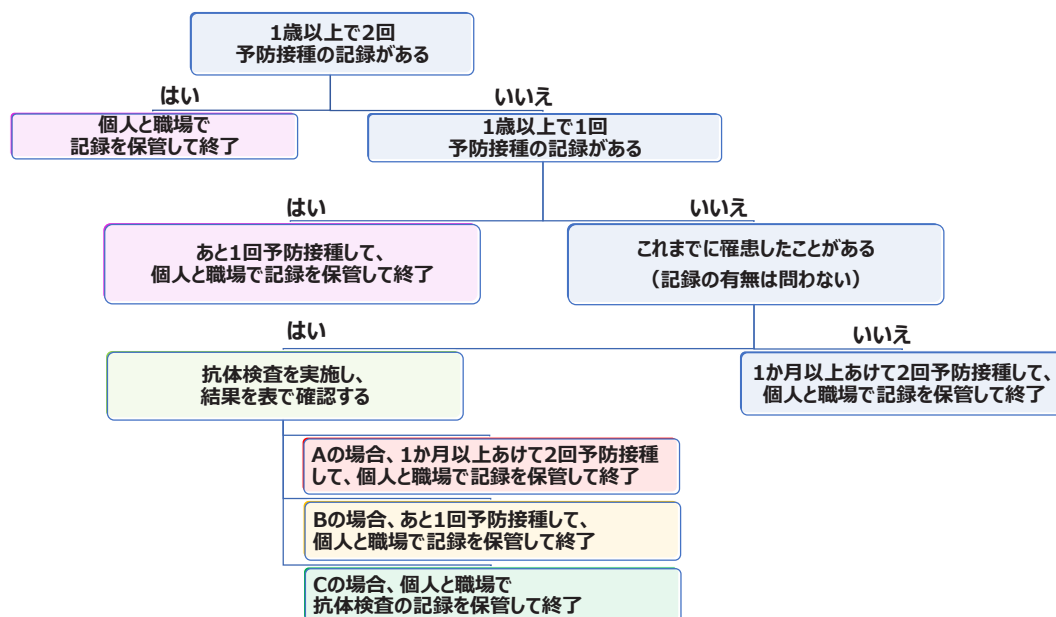 1歳以上で2回
予防接種の記録がある
はい
いいえ
個人と職場で
記録を保管して終了
1歳以上で1回
予防接種の記録がある
はい
いいえ
あと1回予防接種して、
個人と職場で記録を保管して終了
これまでに罹患したことがある
（記録の有無は問わない）
はい
いいえ
抗体検査を実施し、
結果を表で確認する
1か月以上あけて2回予防接種して、
個人と職場で記録を保管して終了
Aの場合、1か月以上あけて2回予防接種
して、個人と職場で記録を保管して終了
Bの場合、あと1回予防接種して、
個人と職場で記録を保管して終了
Cの場合、個人と職場で
抗体検査の記録を保管して終了